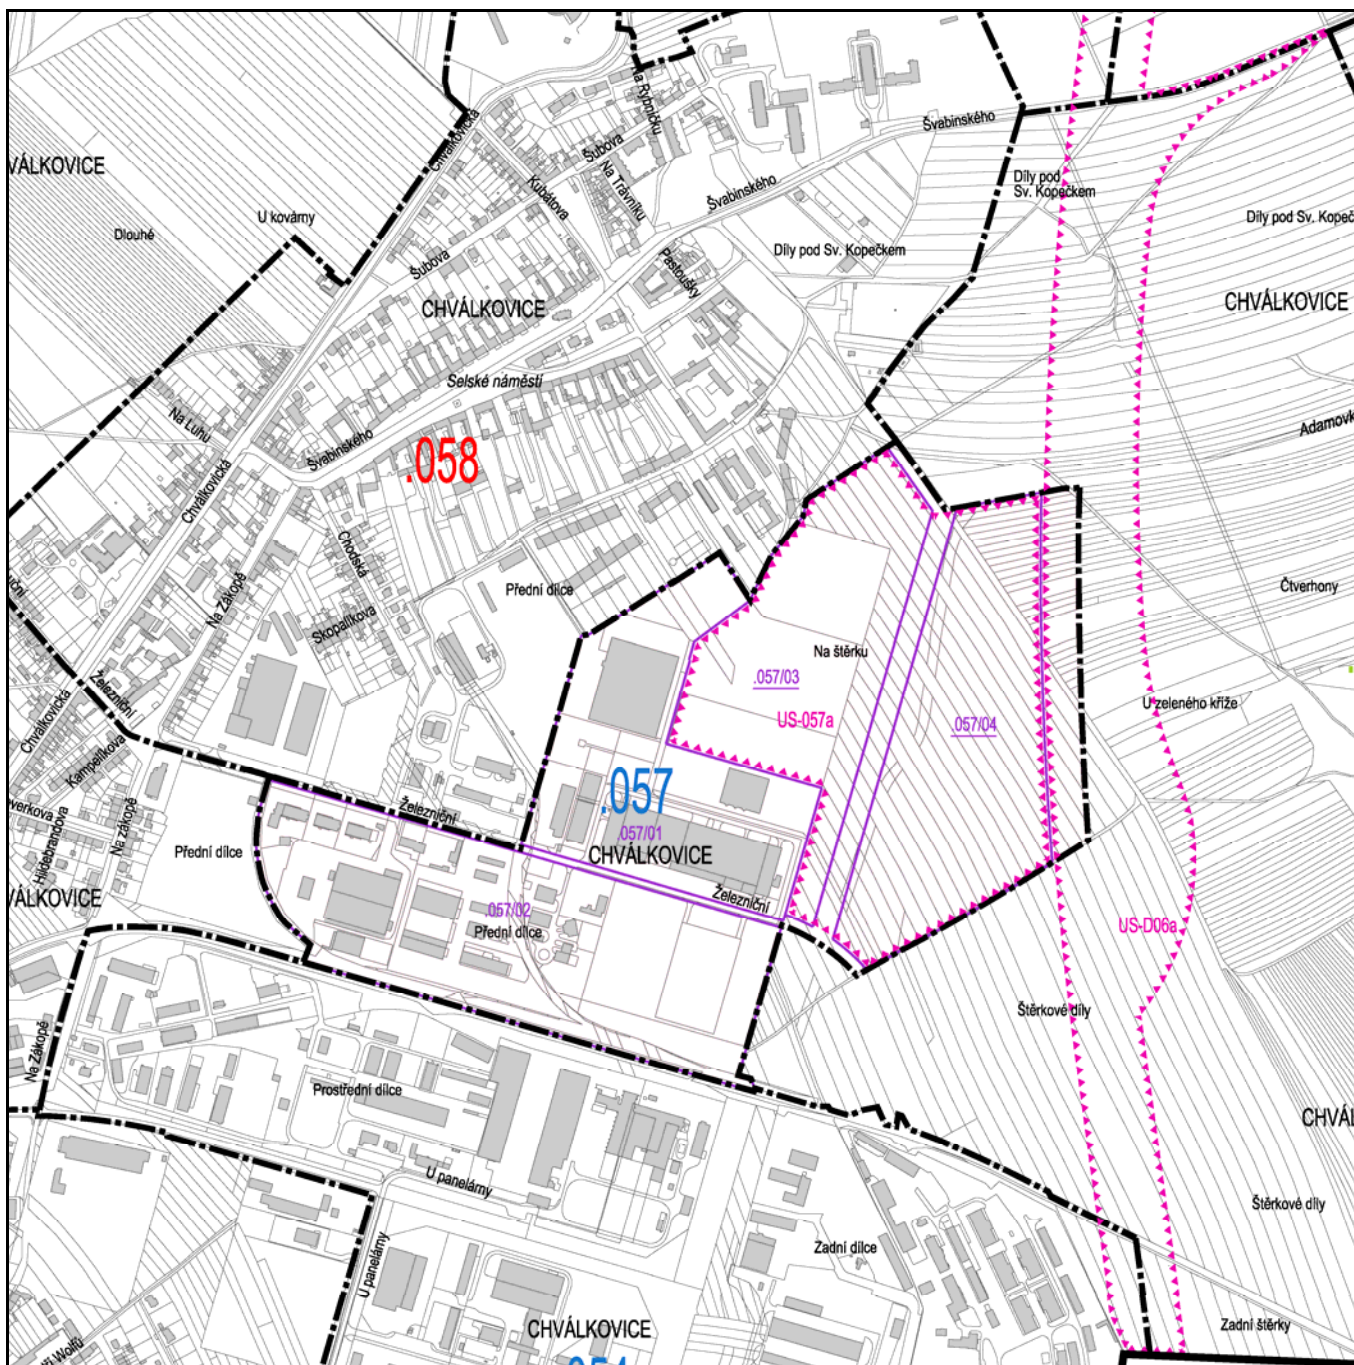 Na Rybníčku
Chválkovická
Šubova
Švabinského
VÁLKOVICE
Díly pod
Sv. Kopečkem
Kubátova
Na Trávníku
Švabinského
U kovárny
Díly pod Sv. Kopeč
Dlouhé
Díly pod Sv. Kopečkem
Šubova
Pastoušky
CHVÁLKOVICE
CHVÁLKOVICE
Selské náměstí
Na Luhu
Adamovk
Švabinského
.058
Chválkovická
Chodská
Přední dílce
Čtverhony
Na Zákopě
Skopalíkova
Na štěrku
.057/03
Železniční
U zeleného kříže
US-057a
.057/04
Chválkovická
Kampelíkova
.057
Železniční
Na zákopě
.057/01
Hildebrandova
Přední dílce
CHVÁLKOVICE
VÁLKOVICE
Železniční
.057/02
Přední dílce
US-D06a
Štěrkové díly
Na Zákopě
Prostřední dílce
CHVÁL
U panelárny
Štěrkové díly
U panelárny
Zadní dílce
CHVÁLKOVICE
Zadní štěrky